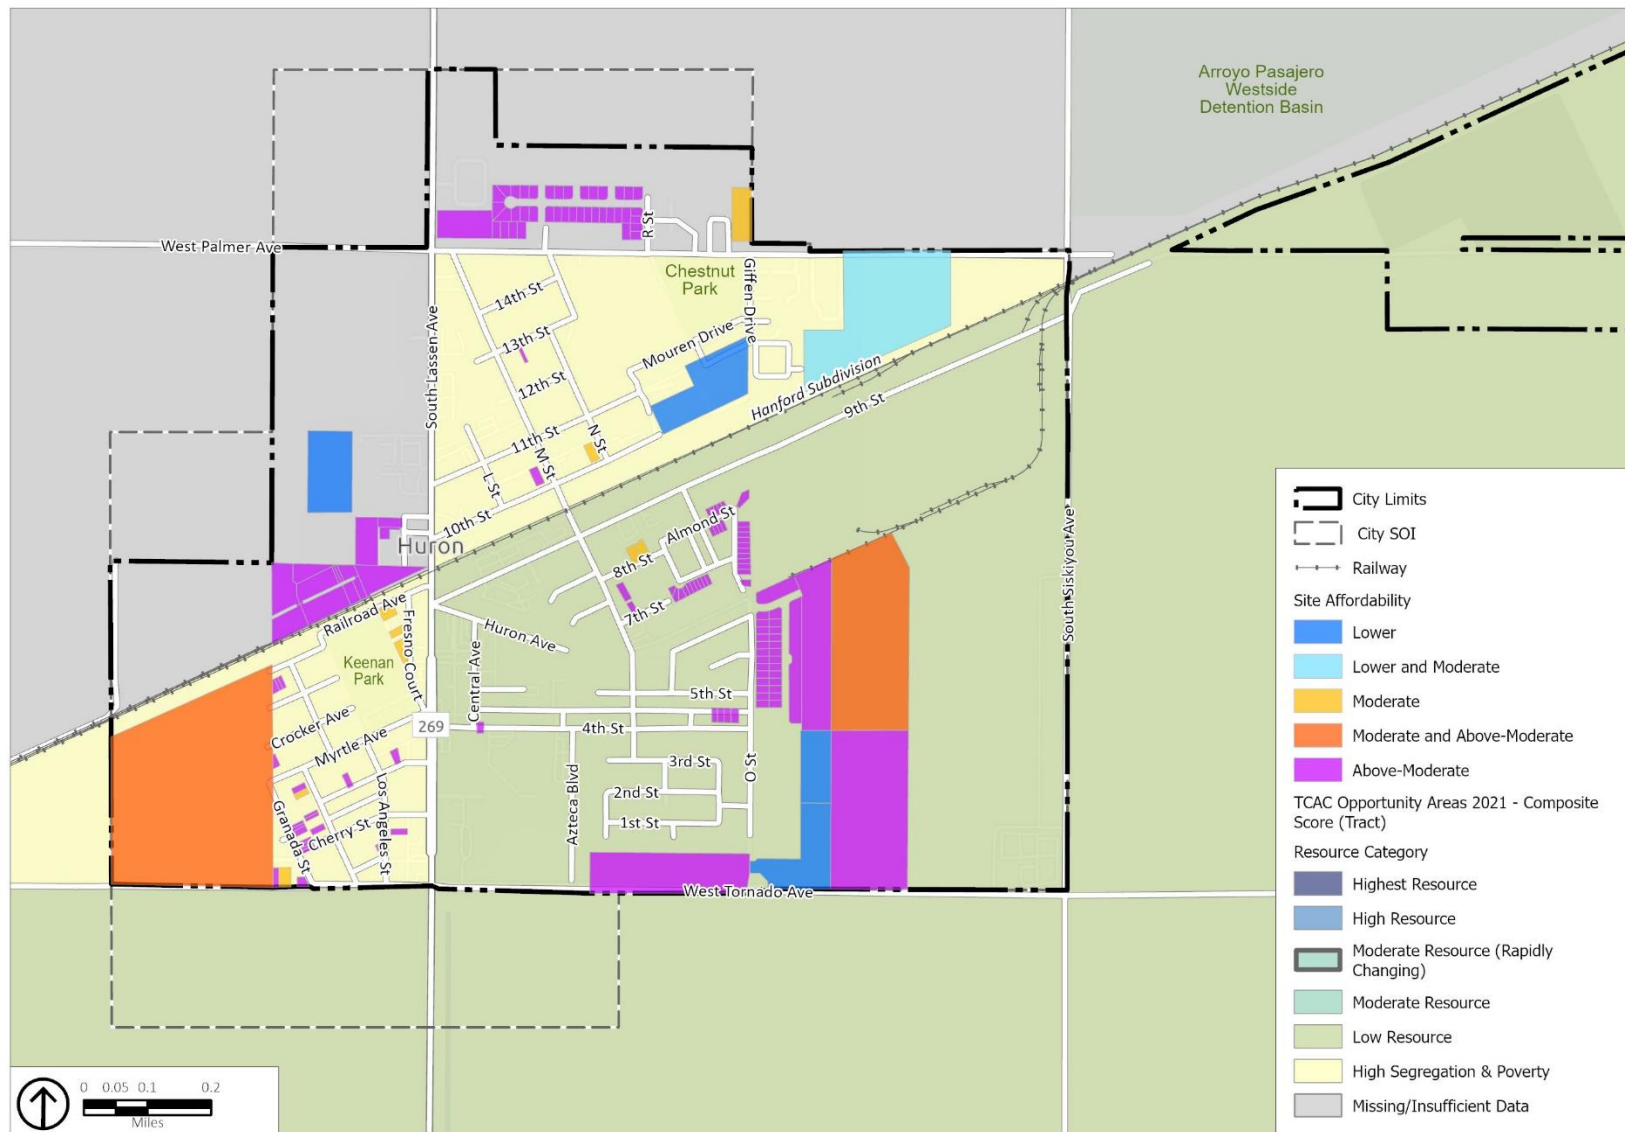 Arroyo Pasajero
Westside
Detention Basin
West Palmer Ave
R St
Chestnut
Park
Giffen Drive
14th St
South Lassen Ave
13th St
Mouren Drive
12th St
Hanford Subdivision
9th St
11th St
N St
M St
L St
10th St
Almond St
Huron
8th St
7th St
Railroad Ave
Fresno Court
Huron Ave
South Siskiyou Ave
Keenan
Park
Central Ave
5th St
Crocker Ave
269
4th St
Myrtle Ave
O St
3rd St
Los Angeles St
Azteca Blvd
2nd St
Granada St
Cherry St
1st St
West Tornado Ave
City Limits
City SOI
Railway
Site Affordability
Lower
Lower and Moderate
Moderate
Moderate and Above-Moderate
Above-Moderate
TCAC Opportunity Areas 2021 - Composite
Score (Tract)
Resource Category
Highest Resource
High Resource
Moderate Resource (Rapidly
Changing)
Moderate Resource
Low Resource
High Segregation & Poverty
Missing/Insufficient Data
0 0.05 0.1 0.2
Miles